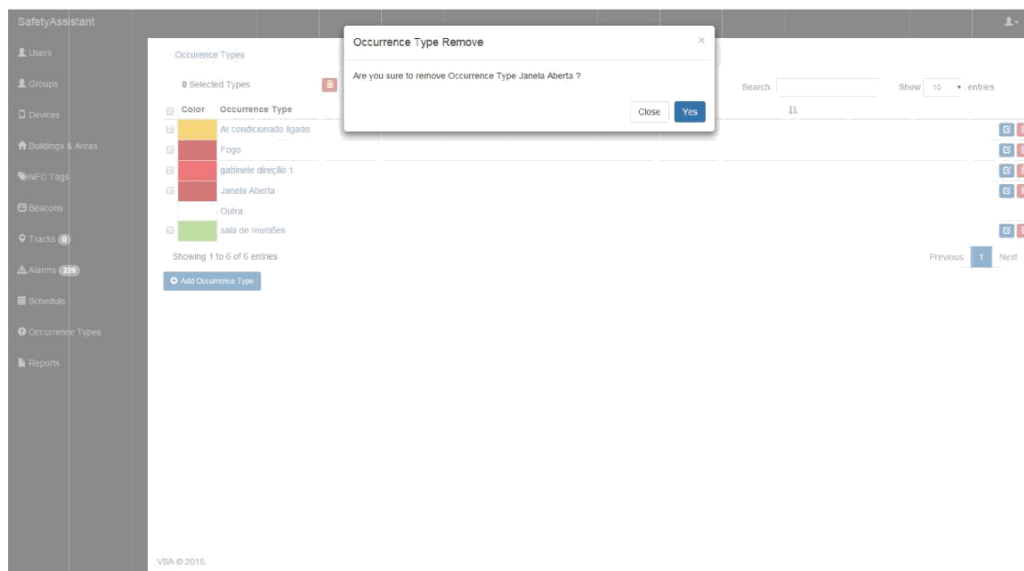 SafetyAssistant
Users
Groups
Devices
Buildings & Areas
NFC Tags
Beacons
Tracks 0
Alarms 229
Schedule
Occurrence Types
Reports
Occurence Types
0 Selected Types
Search:
Show 10 entries
Color Occurrence Type
Ar condicionado ligado
Fogo
gabinete direção 1
Janela Aberta
Outra
sala de reuniões
Showing 1 to 6 of 6 entries
Previous 1 Next
Add Occurrence Type
Occurrence Type Remove
×
Are you sure to remove Occurrence Type Janela Aberta ?
Close Yes
VSA © 2015.